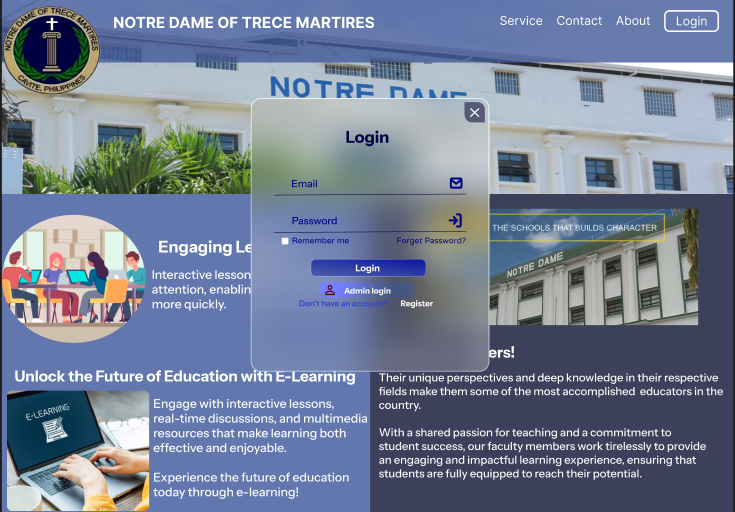 NOTRE DAME OF TRECE MARTIRES
CAVITE, PHILIPPINES
NOTRE DAME OF TRECE MARTIRES
Service Contact About Login
NOTRE DAME
Login
Email
Password
Remember me Forget Password?
Login
Admin login
Don't have an account? Register
Engaging Le
Interactive lesson
attention, enablin
more quickly.
THE SCHOOLS THAT BUILDS CHARACTER
NOTRE DAME
Unlock the Future of Education with E-Learning
E-LEARNING
Engage with interactive lessons,
real-time discussions, and multimedia
resources that make learning both
effective and enjoyable.
Experience the future of education
today through e-learning!
ers!
Their unique perspectives and deep knowledge in their respective
fields make them some of the most accomplished educators in the
country.
With a shared passion for teaching and a commitment to
student success, our faculty members work tirelessly to provide
an engaging and impactful learning experience, ensuring that
students are fully equipped to reach their potential.